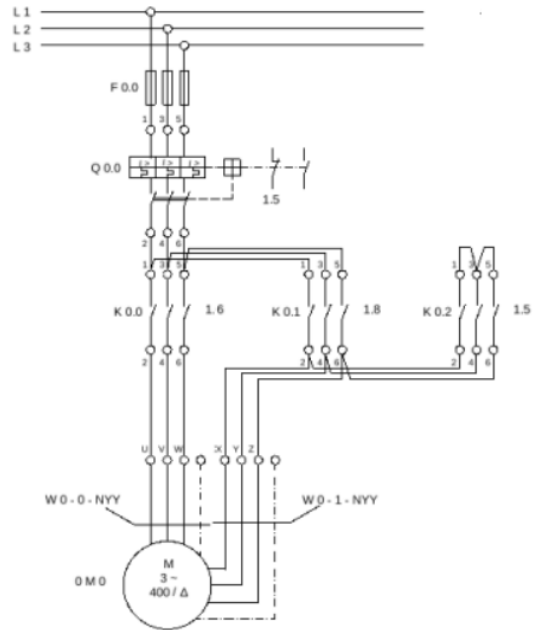 L 1
L 2
L 3
F 0.0
1 3 5
Q 0.0
I > I > I >
1.5
2 4 6
1 3 5
1 3 5
1 3 5
K 0.0
1.6
K 0.1
1.8
K 0.2
1.5
2 4 6
2 4 6
2 4 6
U V W
X Y Z
W 0 - 0 - NYY
W 0 - 1 - NYY
0 M 0
M
3 ~
400 / Δ